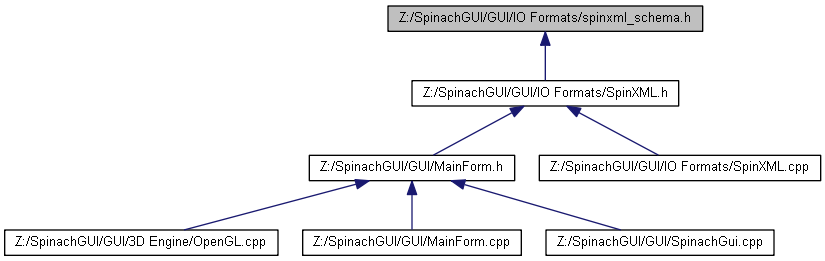 Z:/SpinachGUI/GUI/IO Formats/spinxml_schema.h
Z:/SpinachGUI/GUI/IO Formats/SpinXML.h
Z:/SpinachGUI/GUI/MainForm.h
Z:/SpinachGUI/GUI/IO Formats/SpinXML.cpp
Z:/SpinachGUI/GUI/3D Engine/OpenGL.cpp
Z:/SpinachGUI/GUI/MainForm.cpp
Z:/SpinachGUI/GUI/SpinachGui.cpp